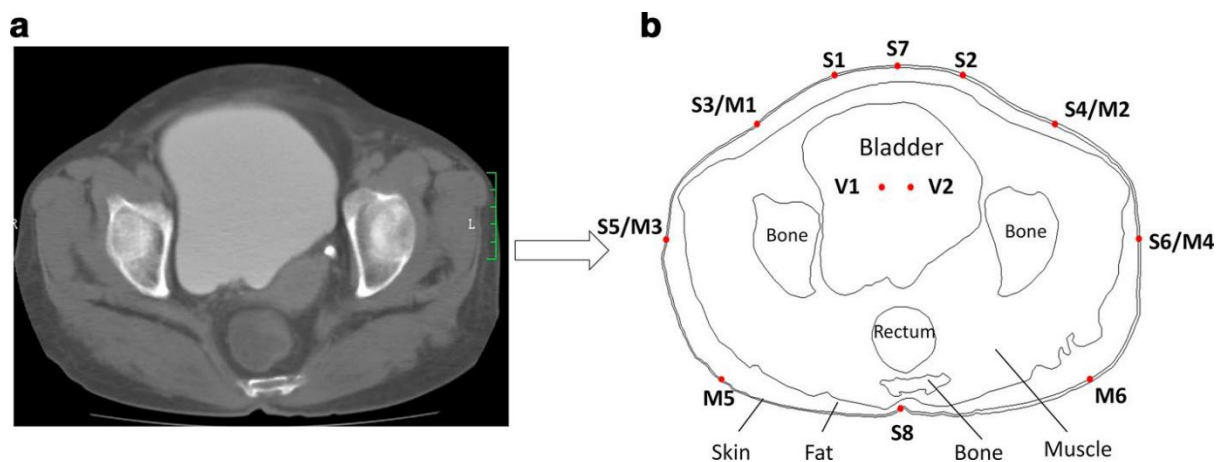 a
b
S1
S7
S2
S3/M1
S4/M2
Bladder
V1
V2
R
L
S5/M3
Bone
Bone
S6/M4
Rectum
M5
M6
S8
Skin
Fat
Bone
Muscle